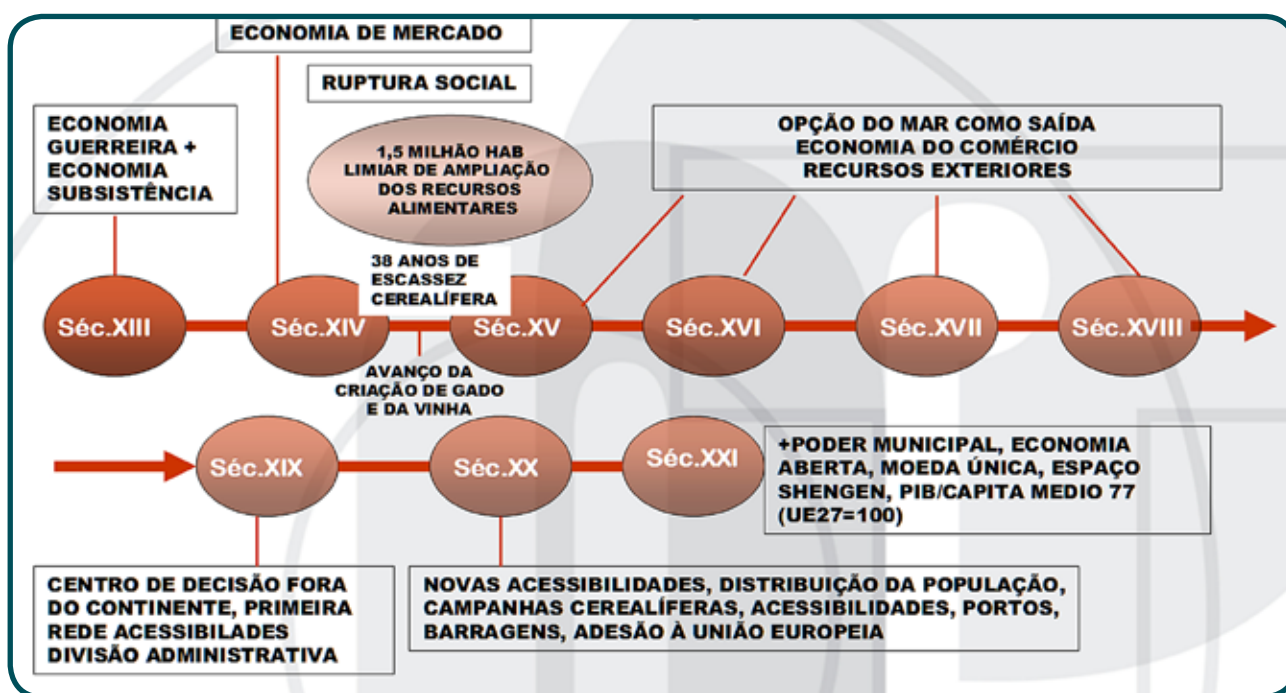 ECONOMIA DE MERCADO
RUPTURA SOCIAL
ECONOMIA
GUERREIRA +
ECONOMIA
SUBSISTÊNCIA
1,5 MILHÃO HAB
LIMIAR DE AMPLIAÇÃO
DOS RECURSOS
ALIMENTARES
OPÇÃO DO MAR COMO SAÍDA
ECONOMIA DO COMÉRCIO
RECURSOS EXTERIORES
38 ANOS DE
ESCASSEZ
CEREALÍFERA
Séc.XIII
Séc.XIV
Séc.XV
Séc.XVI
Séc.XVII
Séc.XVIII
AVANÇO DA
CRIAÇÃO DE GADO
E DA VINHA
Séc.XIX
Séc.XX
Séc.XXI
+PODER MUNICIPAL, ECONOMIA
ABERTA, MOEDA ÚNICA, ESPAÇO
SHENGEN, PIB/CAPITA MEDIO 77
(UE27=100)
CENTRO DE DECISÃO FORA
DO CONTINENTE, PRIMEIRA
REDE ACESSIBILADES
DIVISÃO ADMINISTRATIVA
NOVAS ACESSIBILIDADES, DISTRIBUIÇÃO DA POPULAÇÃO,
CAMPANHAS CEREALÍFERAS, ACESSIBILIDADES, PORTOS,
BARRAGENS, ADESÃO À UNIÃO EUROPEIA